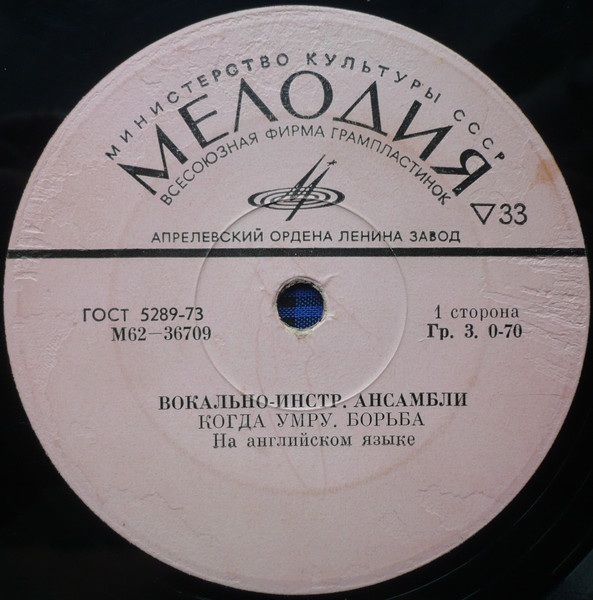 МИНИСТЕРСТВО КУЛЬТУРЫ СССР
МЕЛОДИЯ
ВСЕСОЮЗНАЯ ФИРМА ГРАМПЛАСТИНОК
▽33
АПРЕЛЕВСКИЙ ОРДЕНА ЛЕНИНА ЗАВОД
ГОСТ 5289-73
М62—36709
1 сторона
Гр. 3. 0-70
ВОКАЛЬНО-ИНСТР. АНСАМБЛИ
КОГДА УМРУ. БОРЬБА
На английском языке